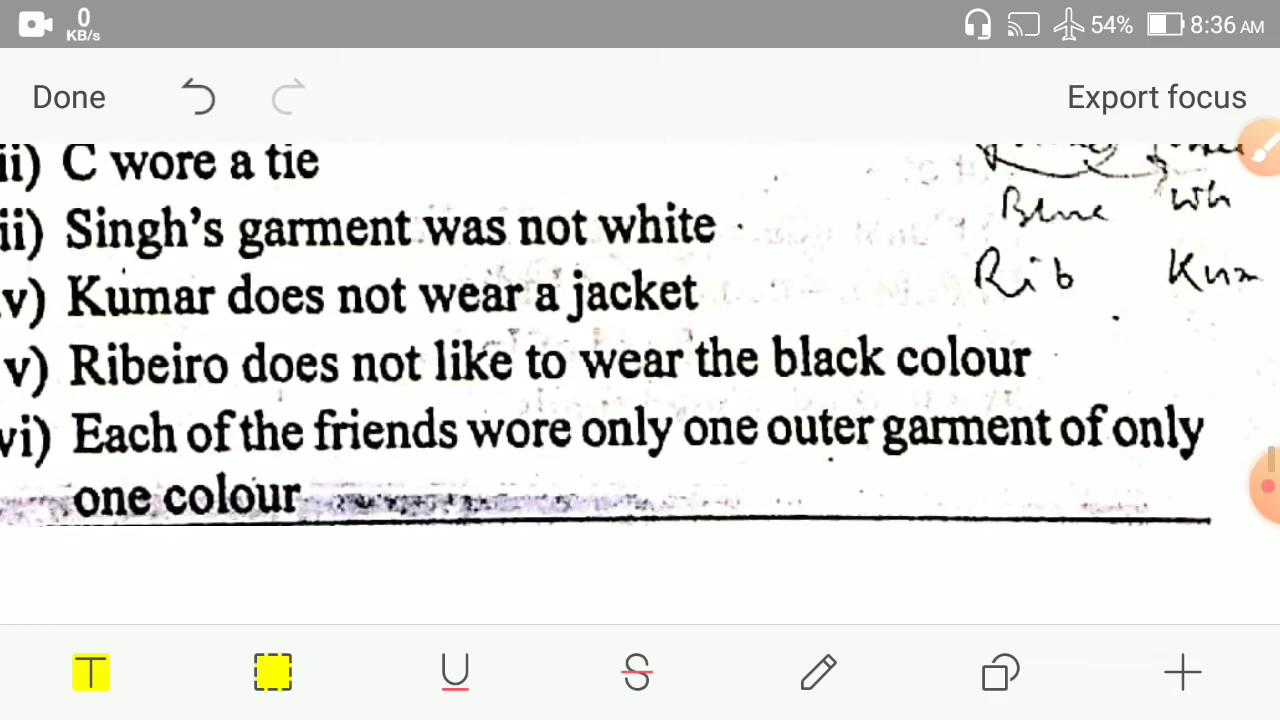 0
KB/s
54%
8:36 AM
Done
Export focus
ii) C wore a tie
ii) Singh's garment was not white
v) Kumar does not wear a jacket
v) Ribeiro does not like to wear the black colour
vi) Each of the friends wore only one outer garment of only
one colour
Blue Wh
Rib Kum
T
U
S